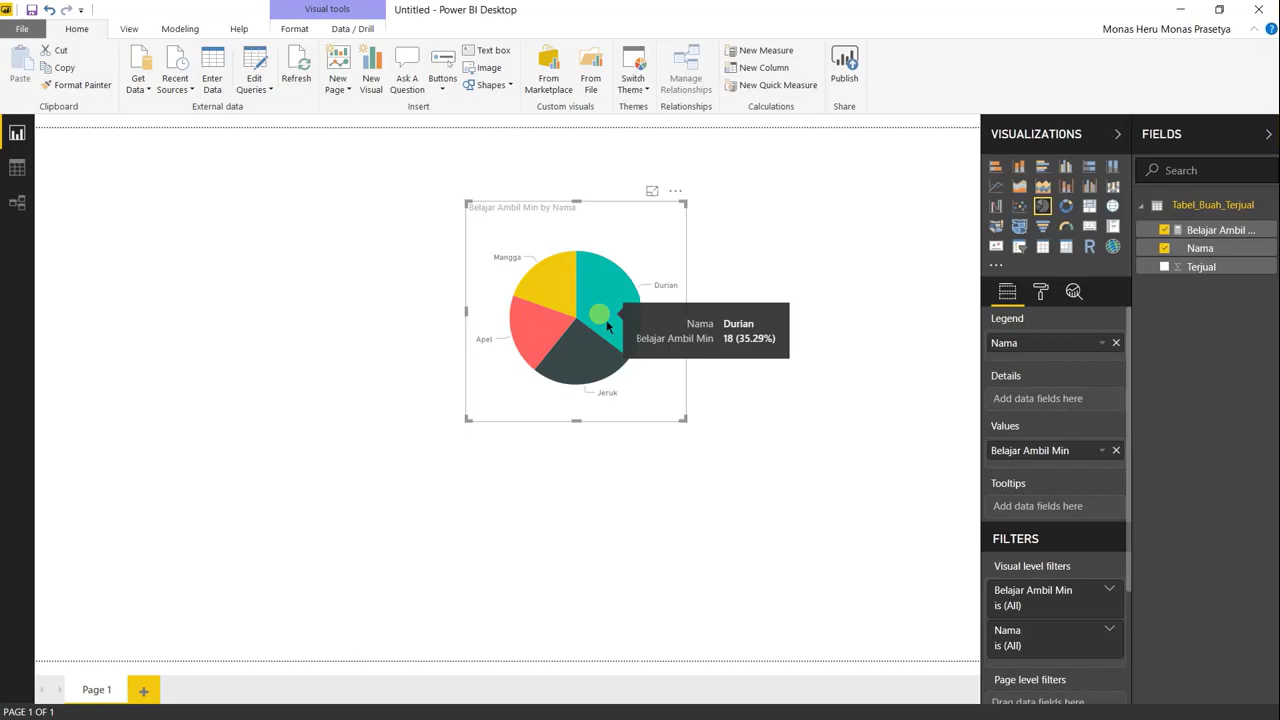 Visual tools
Untitled - Power BI Desktop
File
Home
View
Modeling
Help
Format
Data / Drill
Monas Heru Monas Prasetya
Paste
Cut
Copy
Format Painter
Clipboard
Get Data
Recent Sources
Enter Data
Edit Queries
External data
Refresh
New Page
New Visual
Ask A Question
Buttons
Text box
Image
Shapes
Insert
From Marketplace
From File
Custom visuals
Switch Theme
Themes
Manage Relationships
Relationships
New Measure
New Column
New Quick Measure
Calculations
Publish
Share
Belajar Ambil Min by Nama
Mangga
Durian
Apel
Jeruk
Nama Durian
Belajar Ambil Min 18 (35.29%)
VISUALIZATIONS
R
Legend
Nama
Details
Add data fields here
Values
Belajar Ambil Min
Tooltips
Add data fields here
FILTERS
Visual level filters
Belajar Ambil Min
is (All)
Nama
is (All)
Page level filters
Drag data fields here
FIELDS
Search
Tabel_Buah_Terjual
Belajar Ambil ...
Nama
Σ Terjual
Page 1
PAGE 1 OF 1